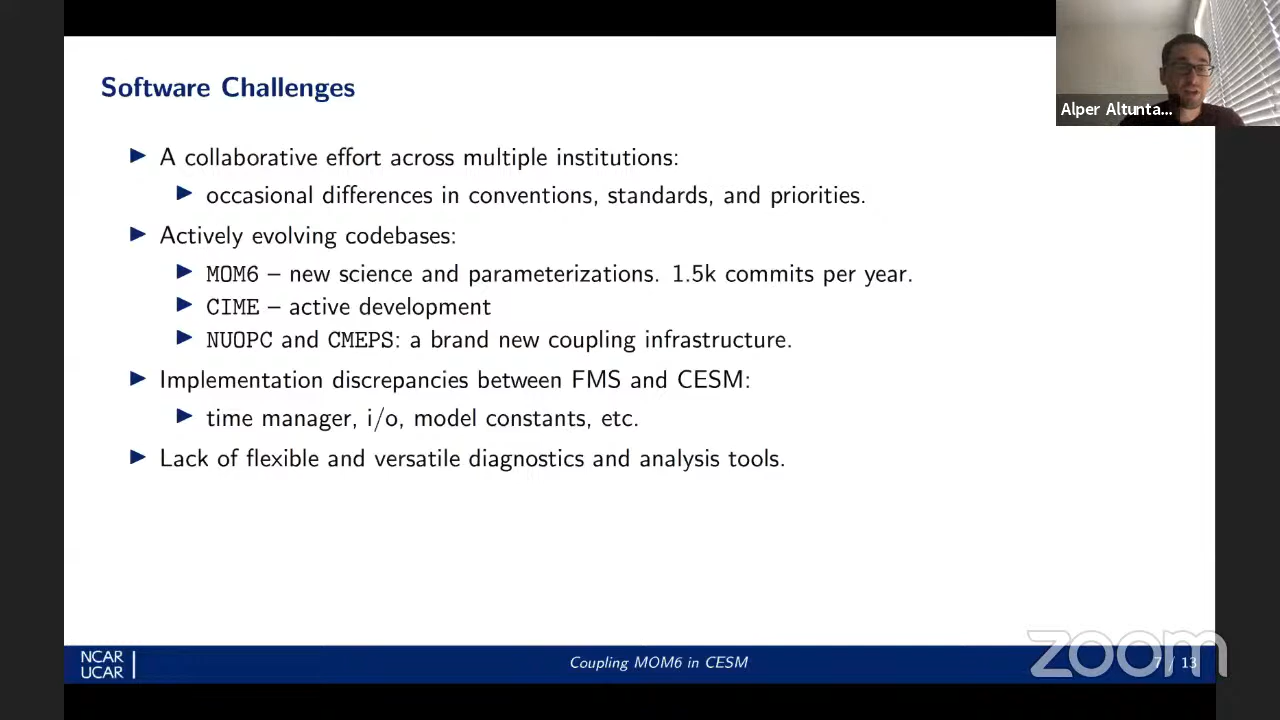 Alper Altunta...
Software Challenges
A collaborative effort across multiple institutions:
occasional differences in conventions, standards, and priorities.
Actively evolving codebases:
MOM6 – new science and parameterizations. 1.5k commits per year.
CIME – active development
NUOPC and CMEPS: a brand new coupling infrastructure.
Implementation discrepancies between FMS and CESM:
time manager, i/o, model constants, etc.
Lack of flexible and versatile diagnostics and analysis tools.
NCAR
UCAR
Coupling MOM6 in CESM
7 / 13
zoom